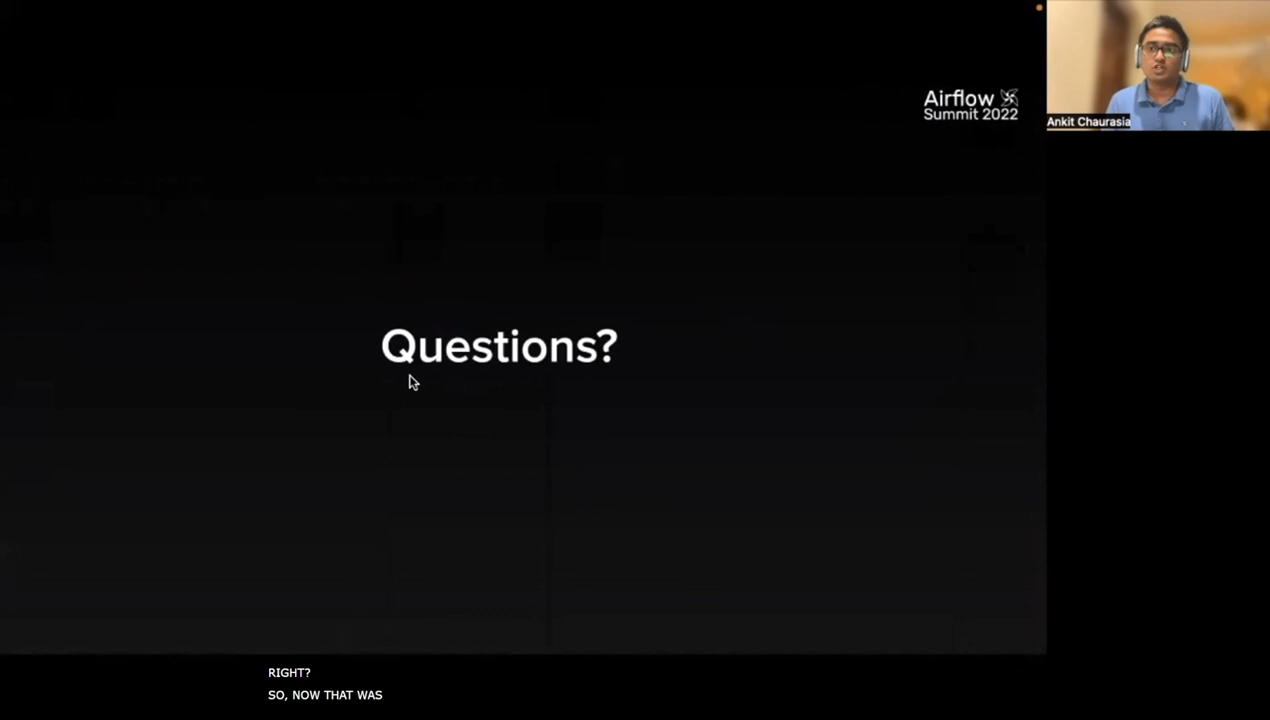 Airflow
Summit 2022
Ankit Chaurasia
Questions?
RIGHT?
SO, NOW THAT WAS